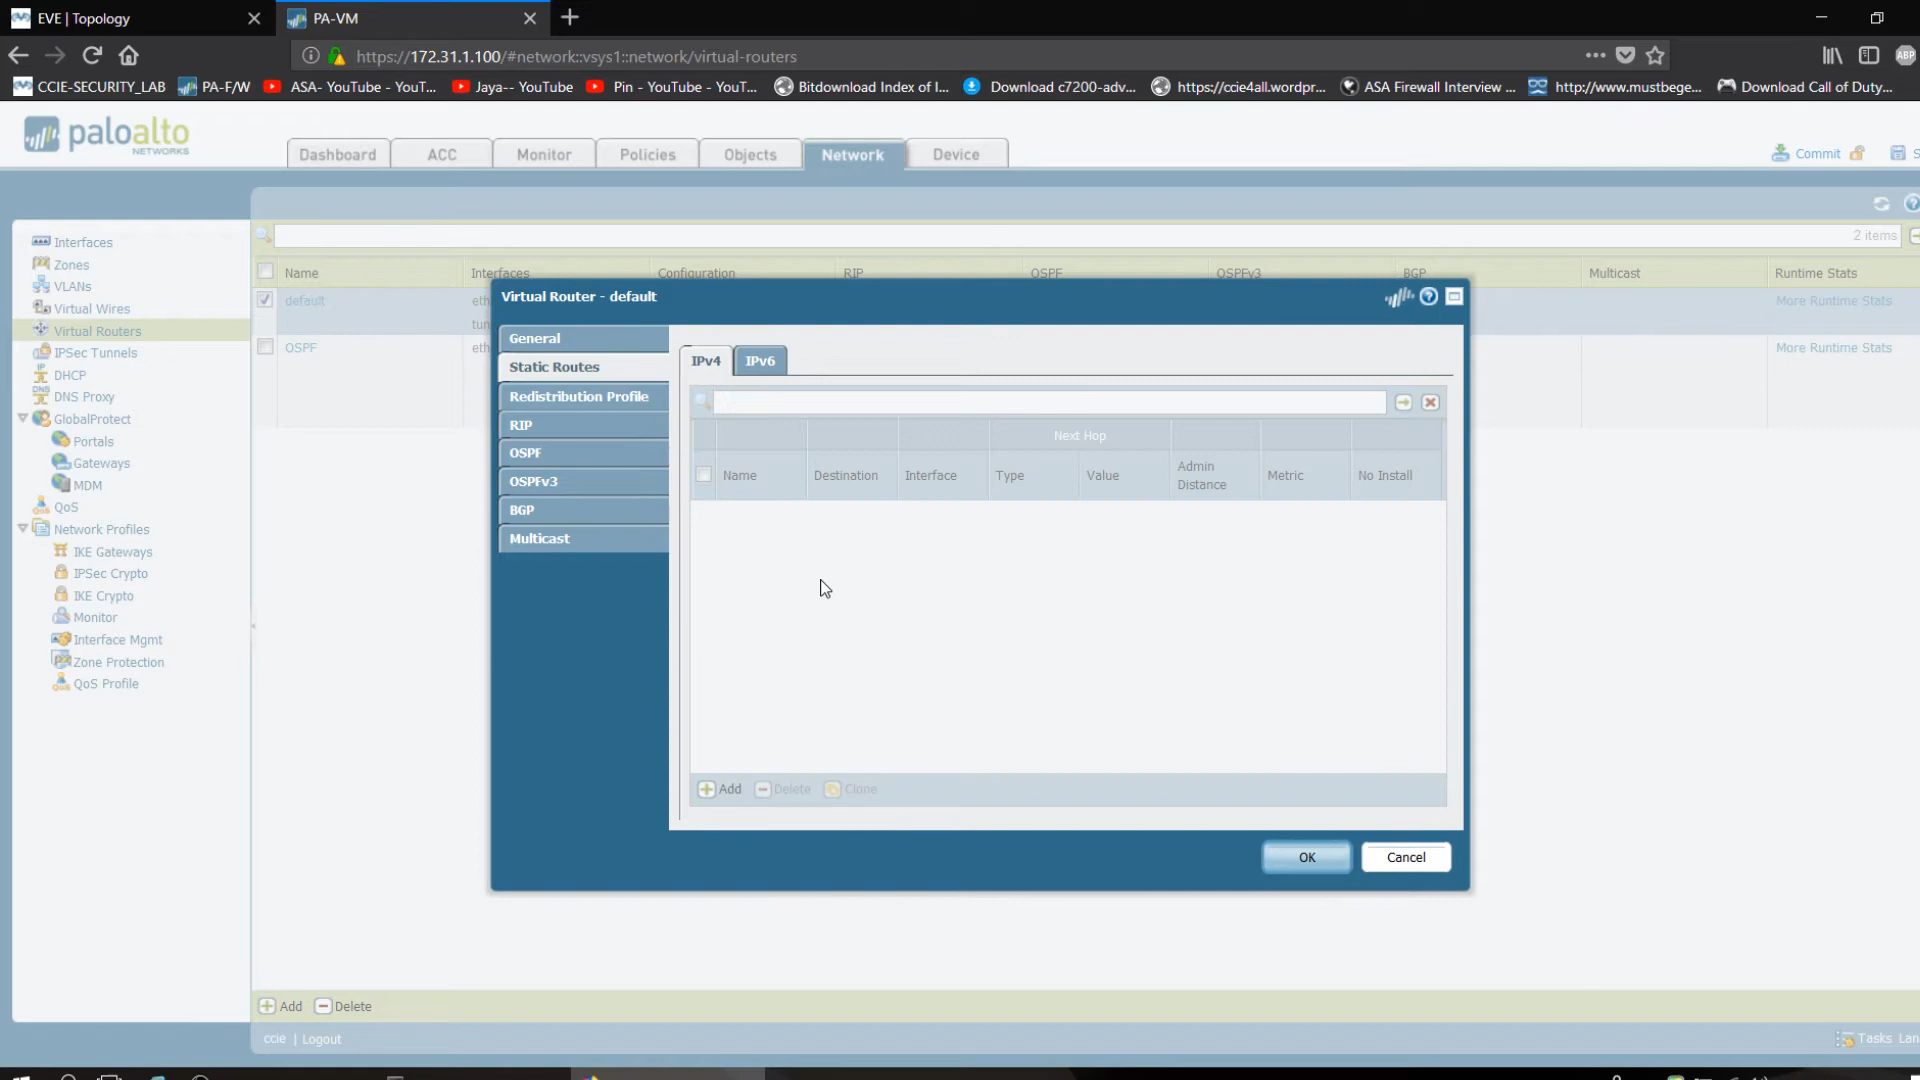 EVE | Topology
PA-VM
https://172.31.1.100/#network::vsys1::network/virtual-routers
ABP
CCIE-SECURITY_LAB
PA-F/W
ASA- YouTube - YouT...
Jaya-- YouTube
Pin - YouTube - YouT...
Bitdownload Index of I...
Download c7200-adv...
https://ccie4all.wordpr...
ASA Firewall Interview ...
http://www.mustbege...
Download Call of Duty...
paloalto
NETWORKS
Dashboard
ACC
Monitor
Policies
Objects
Network
Device
Commit
S
Interfaces
Zones
VLANs
Virtual Wires
Virtual Routers
IPSec Tunnels
DHCP
DNS Proxy
GlobalProtect
Portals
Gateways
MDM
QoS
Network Profiles
IKE Gateways
IPSec Crypto
IKE Crypto
Monitor
Interface Mgmt
Zone Protection
QoS Profile
2 items
Name
Interfaces
Configuration
RIP
OSPF
OSPFv3
BGP
Multicast
Runtime Stats
default
eth
tun
More Runtime Stats
OSPF
eth
More Runtime Stats
Virtual Router - default
General
Static Routes
Redistribution Profile
RIP
OSPF
OSPFv3
BGP
Multicast
IPv4
IPv6
Next Hop
Name
Destination
Interface
Type
Value
Admin Distance
Metric
No Install
Add
Delete
Clone
OK
Cancel
Add
Delete
ccie | Logout
Tasks
Lan